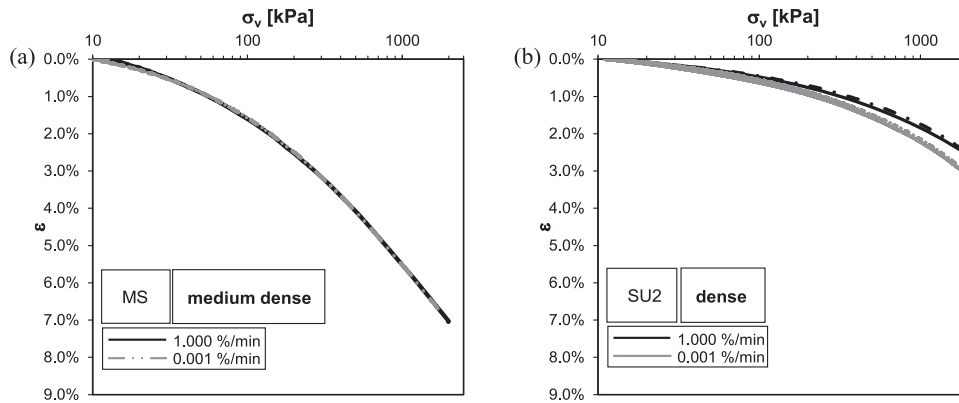 (a)
σv [kPa]
10 100 1000
0.0%
1.0%
2.0%
3.0%
4.0%
5.0%
6.0%
7.0%
8.0%
9.0%
ε
MS
medium dense
1.000 %/min
0.001 %/min
(b)
σv [kPa]
10 100 1000
0.0%
1.0%
2.0%
3.0%
4.0%
5.0%
6.0%
7.0%
8.0%
9.0%
ε
SU2
dense
1.000 %/min
0.001 %/min